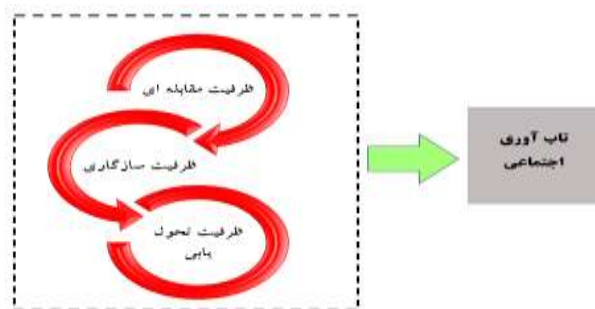 ظرفیت مقابله ای
ظرفیت سازگاری
ظرفیت تحول
یابی
تاب آوری
اجتماعی